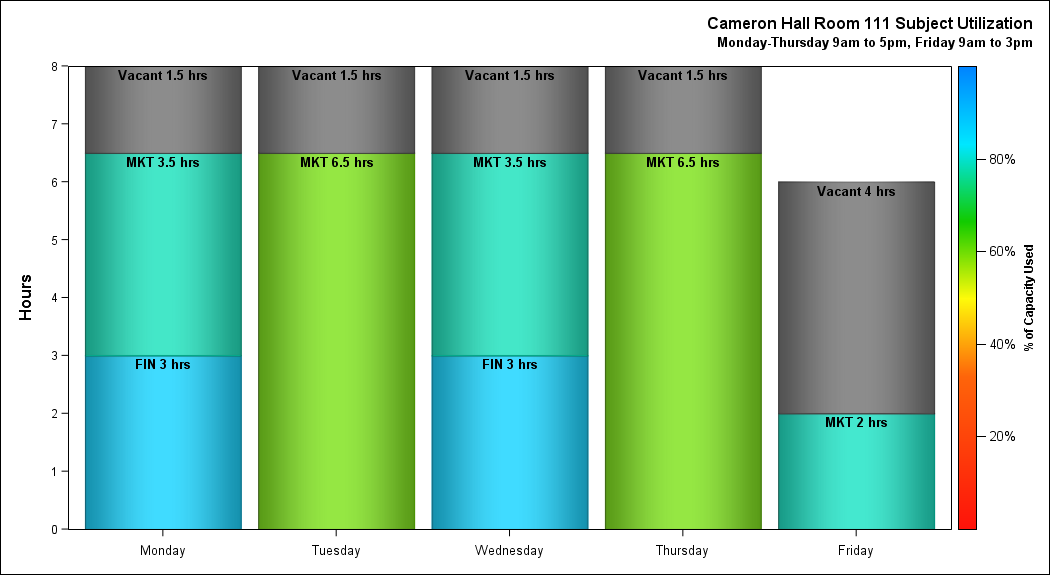 Cameron Hall Room 111 Subject Utilization
Monday-Thursday 9am to 5pm, Friday 9am to 3pm
Hours
8
7
6
5
4
3
2
1
0
Vacant 1.5 hrs
MKT 3.5 hrs
FIN 3 hrs
Vacant 1.5 hrs
MKT 6.5 hrs
Vacant 1.5 hrs
MKT 3.5 hrs
FIN 3 hrs
Vacant 1.5 hrs
MKT 6.5 hrs
Vacant 4 hrs
MKT 2 hrs
Monday
Tuesday
Wednesday
Thursday
Friday
80%
60%
40%
20%
% of Capacity Used